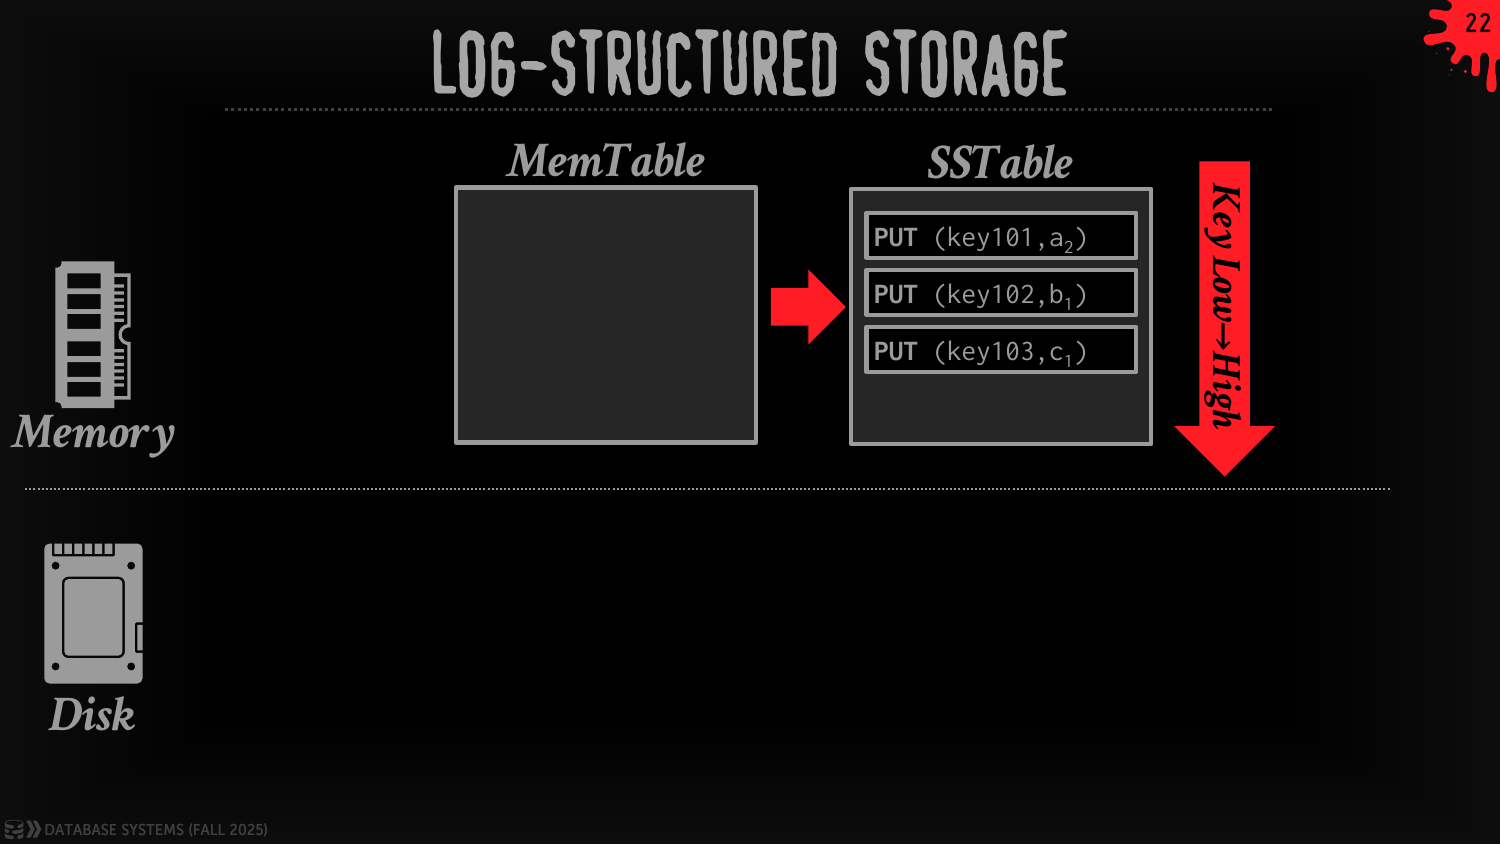 22
LOG-STRUCTURED STORAGE
MemTable
SSTable
PUT (key101,a₂)
PUT (key102,b₁)
PUT (key103,c₁)
Key Low→High
Memory
Disk
DATABASE SYSTEMS (FALL 2025)